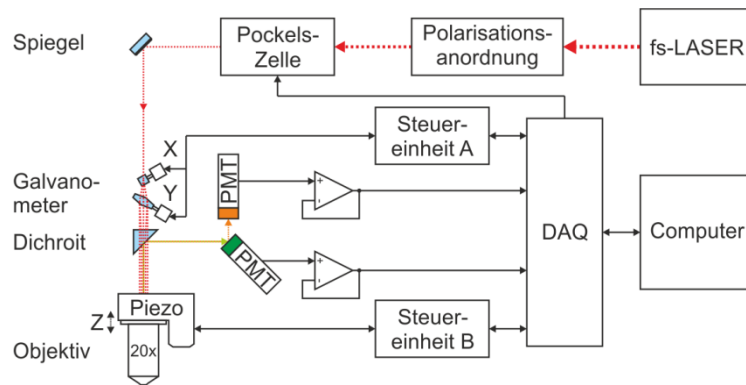 Spiegel
Pockels-
Zelle
Polarisations-
anordnung
fs-LASER
Steuer-
einheit A
X
Y
Galvano-
meter
Dichroit
PMT
PMT
+
-
+
-
DAQ
Computer
Piezo
Z
Objektiv
20x
Steuer-
einheit B